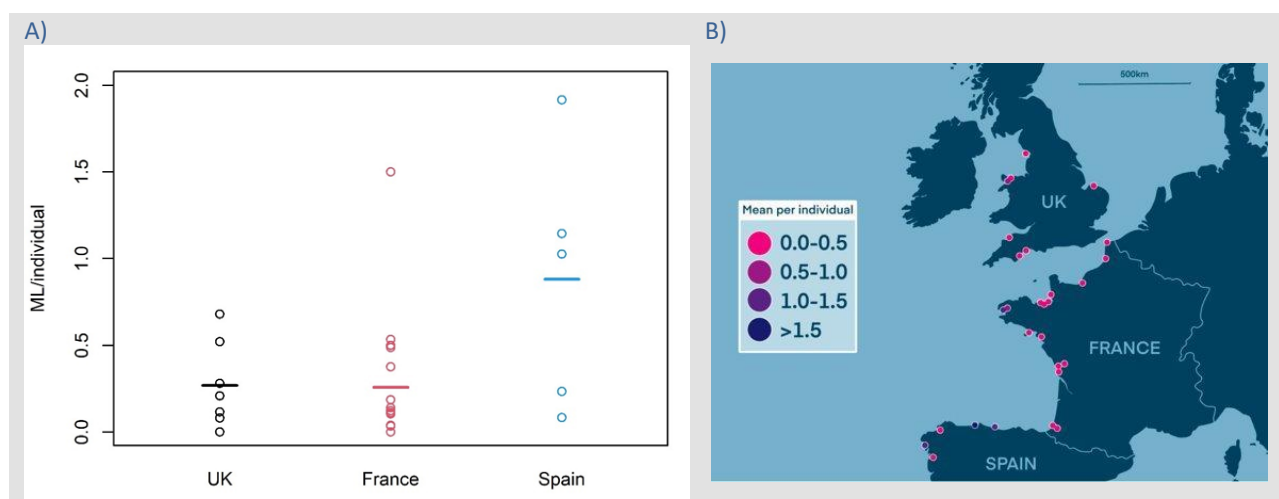 A)
ML/individual
2.0
1.5
1.0
0.5
0.0
UK
France
Spain
B)
500km
UK
Mean per individual
0.0-0.5
0.5-1.0
1.0-1.5
>1.5
FRANCE
SPAIN